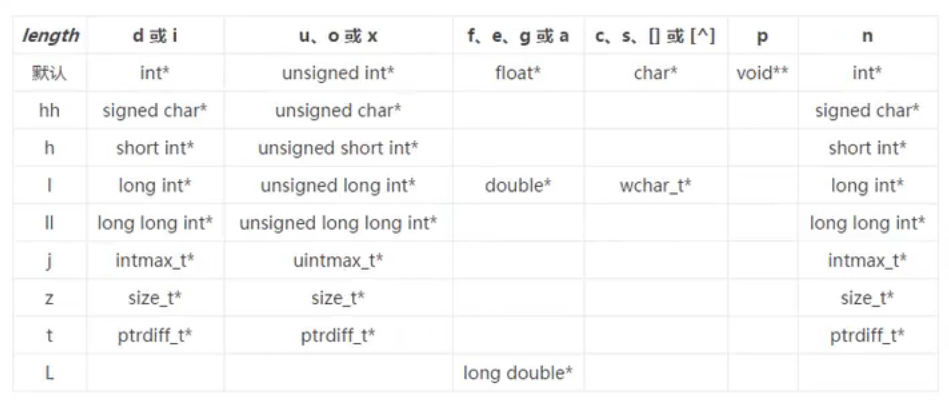 length d 或 i u、o 或 x f、e、g 或 a c、s、[] 或 [^] p n
默认 int* unsigned int* float* char* void** int*
hh signed char* unsigned char* signed char*
h short int* unsigned short int* short int*
l long int* unsigned long int* double* wchar_t* long int*
ll long long int* unsigned long long int* long long int*
j intmax_t* uintmax_t* intmax_t*
z size_t* size_t* size_t*
t ptrdiff_t* ptrdiff_t* ptrdiff_t*
L long double*